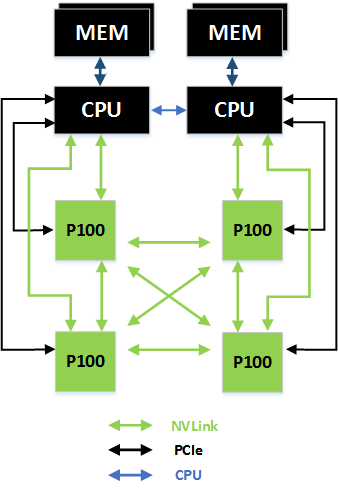 MEM MEM
CPU CPU
P100 P100
P100 P100
NVLink
PCIe
CPU